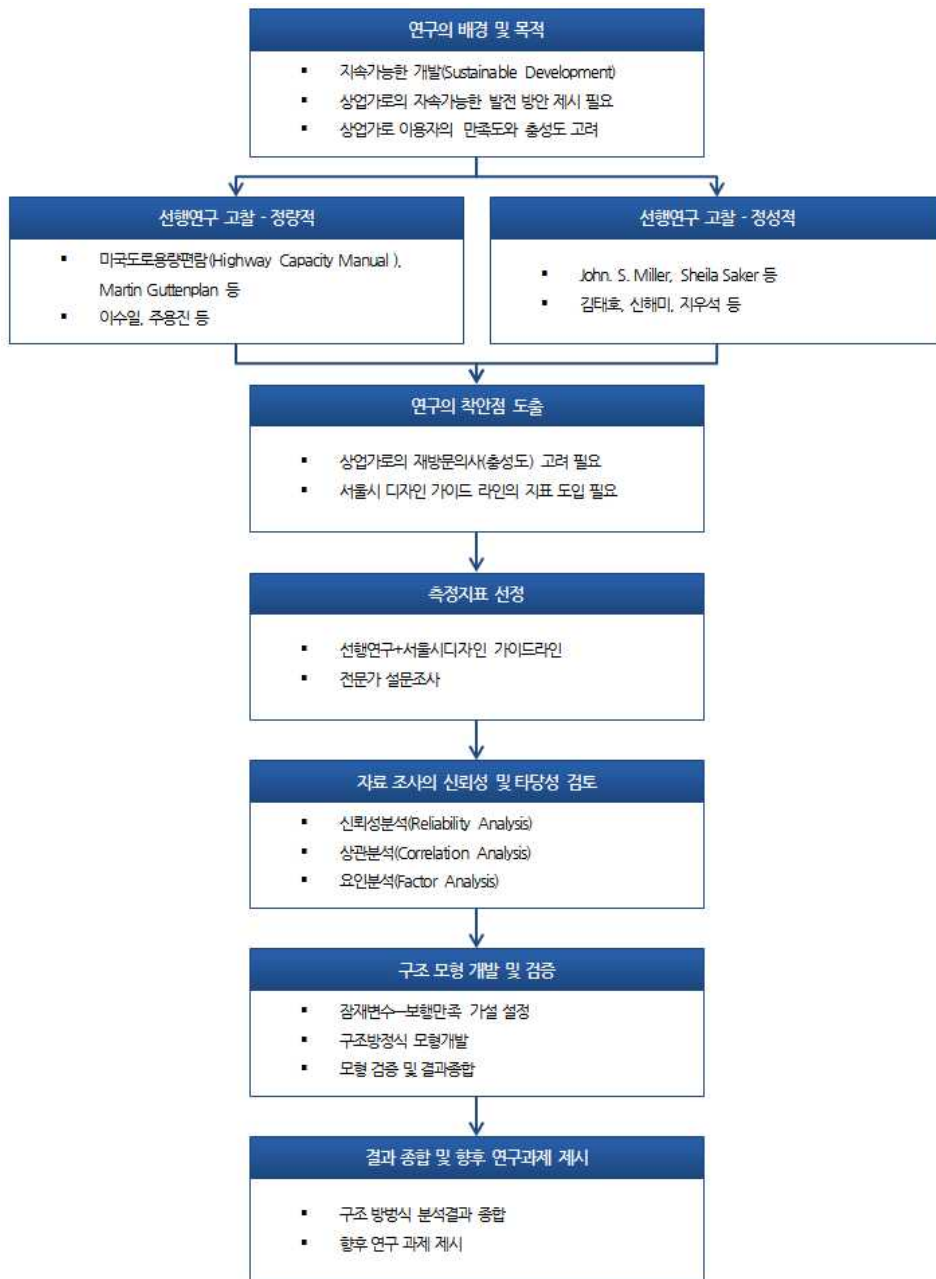 연구의 배경 및 목적
▪ 지속가능한 개발(Sustainable Development)
▪ 상업가로의 지속가능한 발전 방안 제시 필요
▪ 상업가로 이용자의 만족도와 충성도 고려
선행연구 고찰 - 정량적
▪ 미국도로용량편람(Highway Capacity Manual ),
Martin Guttenplan 등
▪ 이수일, 주용진 등
선행연구 고찰 - 정성적
▪ John. S. Miller, Sheila Saker 등
▪ 김태호, 신해미, 지우석 등
연구의 착안점 도출
▪ 상업가로의 재방문의사(충성도) 고려 필요
▪ 서울시 디자인 가이드 라인의 지표 도입 필요
측정지표 선정
▪ 선행연구+서울시디자인 가이드라인
▪ 전문가 설문조사
자료 조사의 신뢰성 및 타당성 검토
▪ 신뢰성분석(Reliability Analysis)
▪ 상관분석(Correlation Analysis)
▪ 요인분석(Factor Analysis)
구조 모형 개발 및 검증
▪ 잠재변수—보행만족 가설 설정
▪ 구조방정식 모형개발
▪ 모형 검증 및 결과종합
결과 종합 및 향후 연구과제 제시
▪ 구조 방벙식 분석결과 종합
▪ 향후 연구 과제 제시